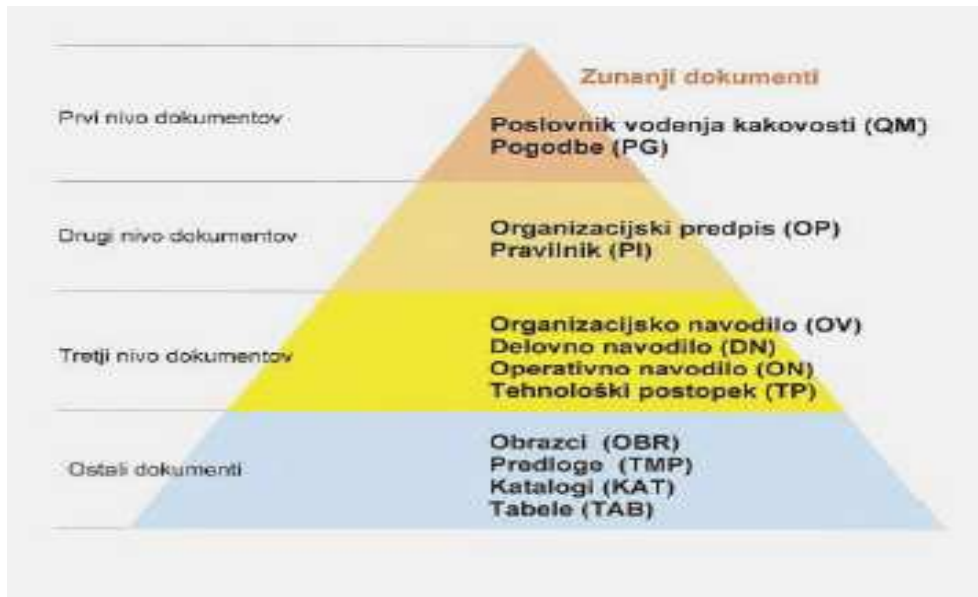 Zunanji dokumenti
Prvi nivo dokumentov
Poslovnik vodenja kakovosti (QM)
Pogodbe (PG)
Drugi nivo dokumentov
Organizacijski predpis (OP)
Pravilnik (PI)
Tretji nivo dokumentov
Organizacijsko navodilo (OV)
Delovno navodilo (DN)
Operativno navodilo (ON)
Tehnološki postopek (TP)
Ostali dokumenti
Obrazci (OBR)
Predloge (TMP)
Katalogi (KAT)
Tabele (TAB)